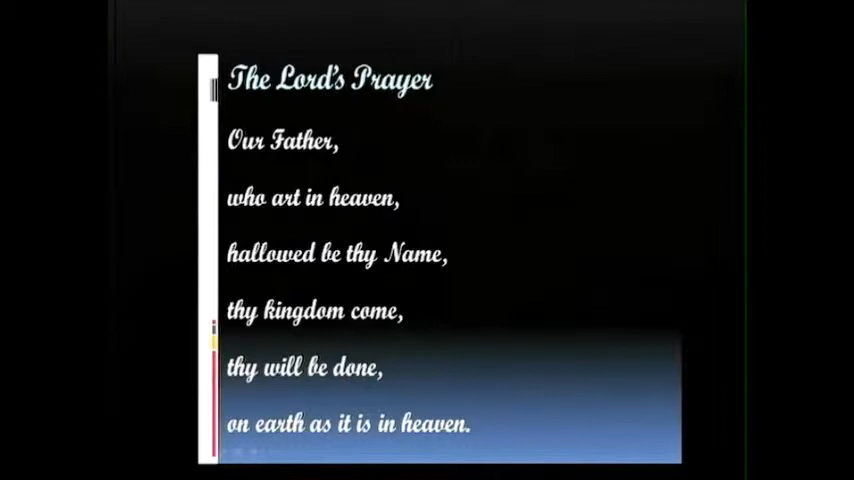 The Lord's Prayer
Our Father,
who art in heaven,
hallowed be thy Name,
thy kingdom come,
thy will be done,
on earth as it is in heaven.